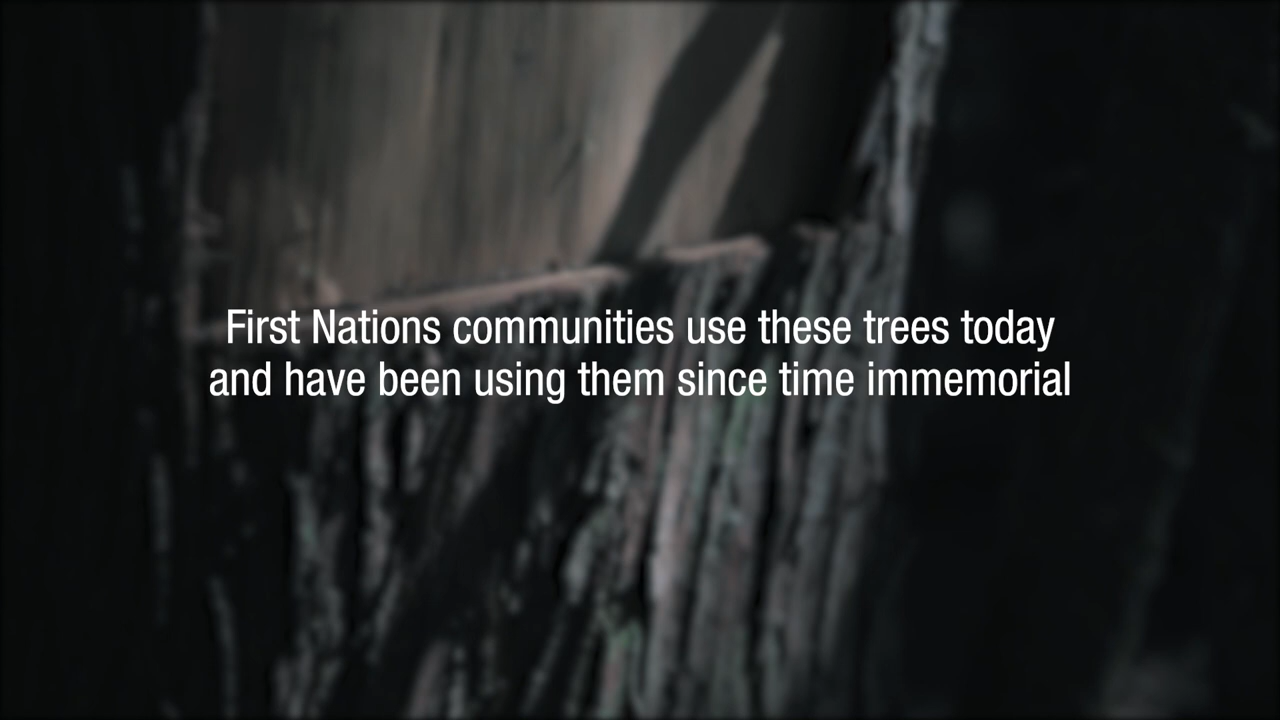 First Nations communities use these trees today
and have been using them since time immemorial